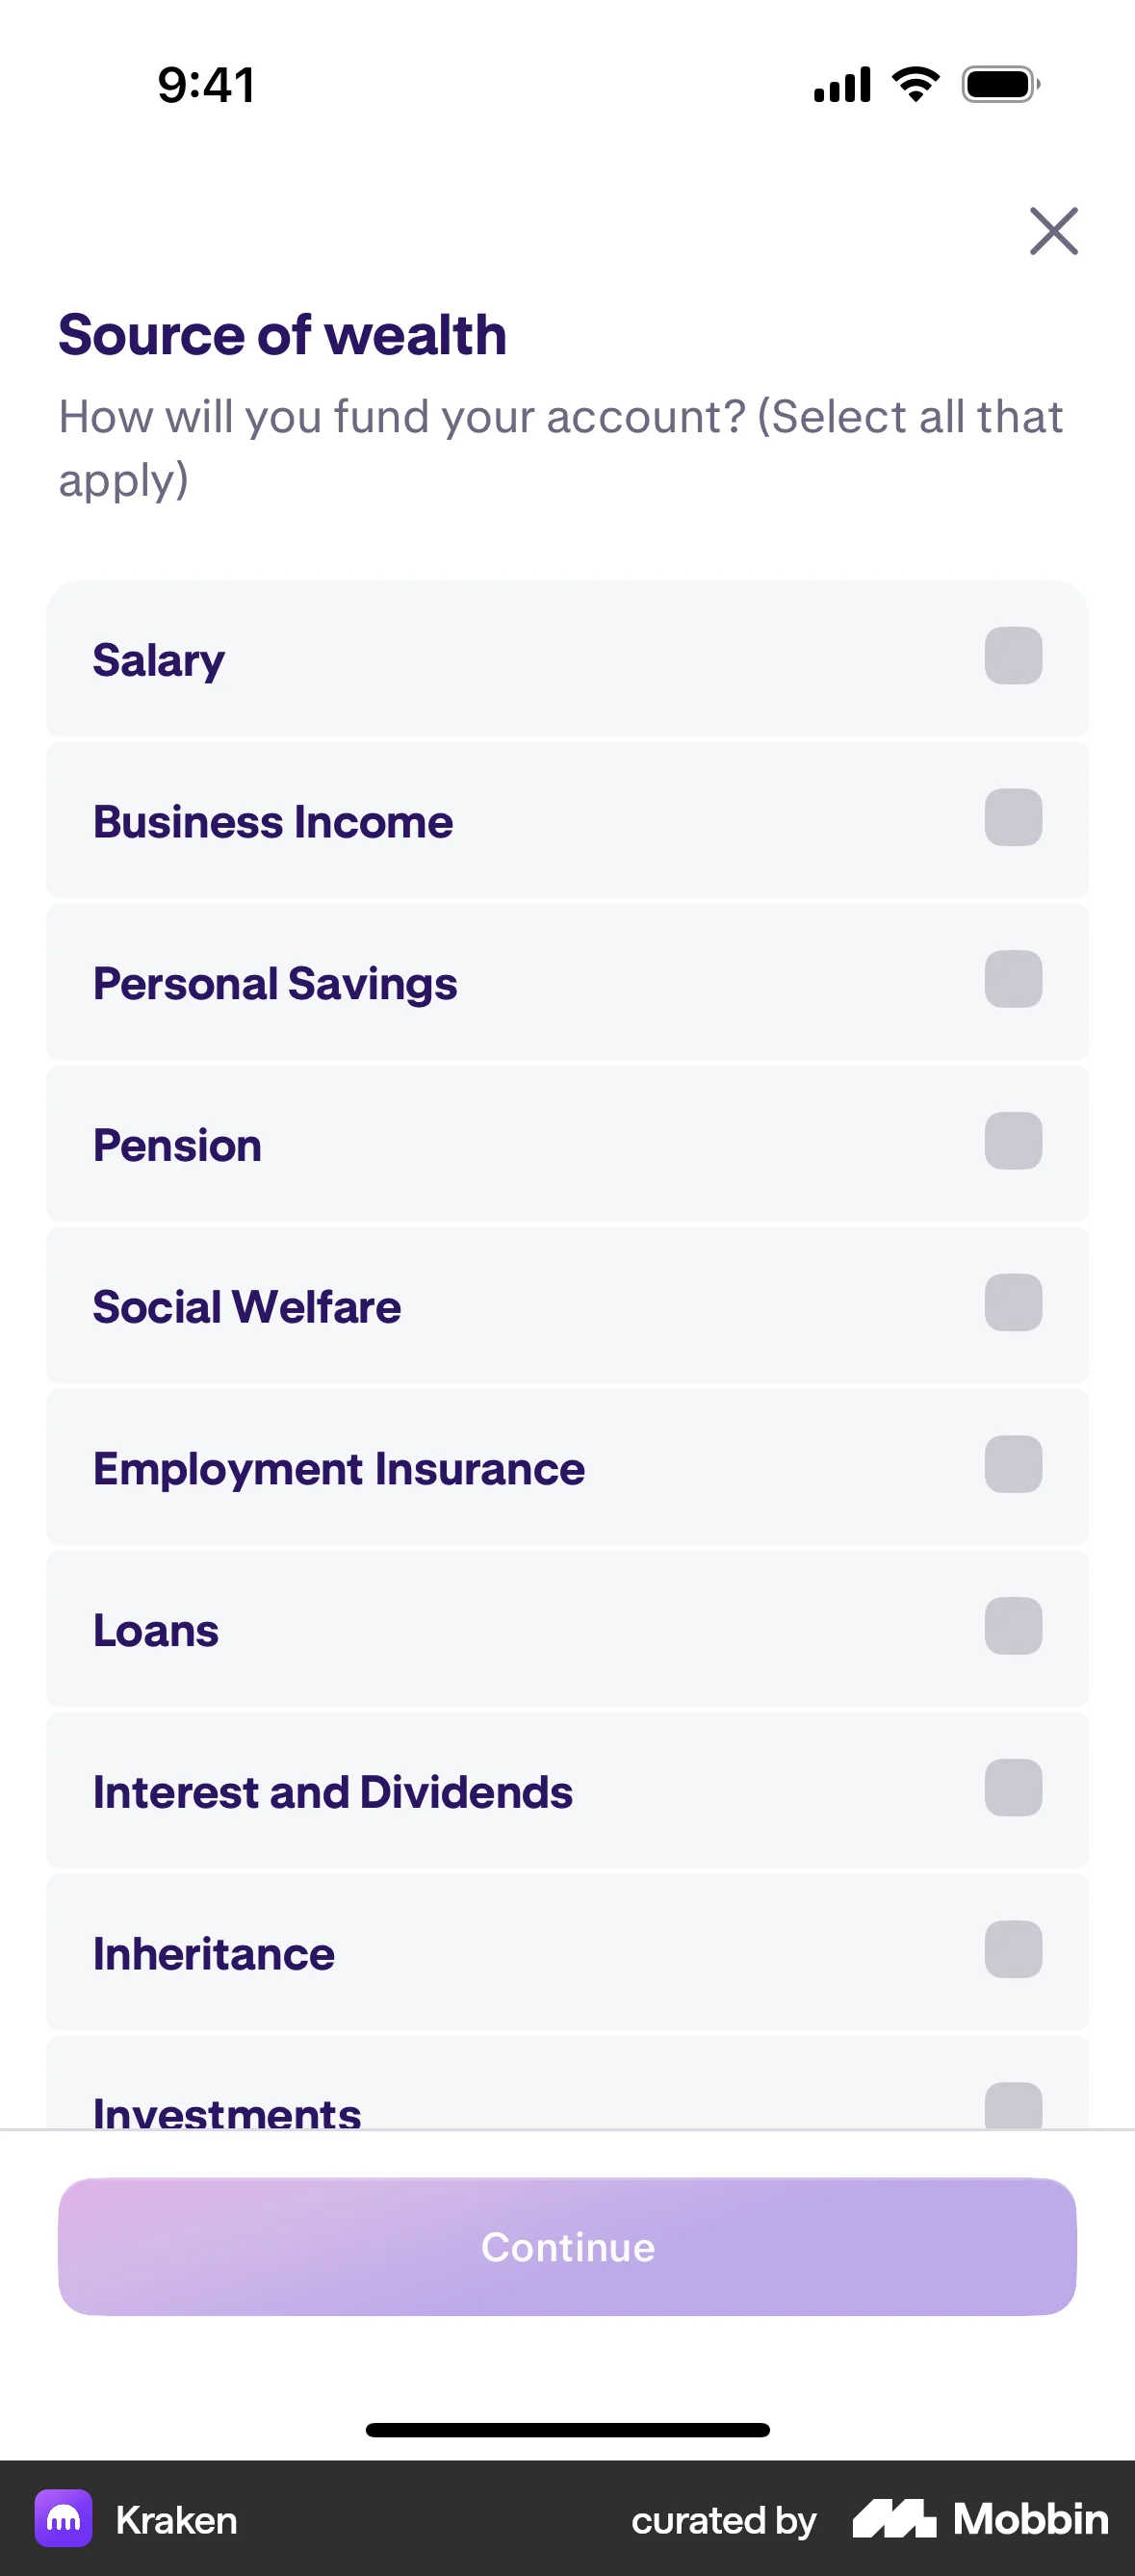 9:41
Source of wealth
How will you fund your account? (Select all that
apply)
Salary
Business Income
Personal Savings
Pension
Social Welfare
Employment Insurance
Loans
Interest and Dividends
Inheritance
Investments
Continue
Kraken
curated by Mobbin